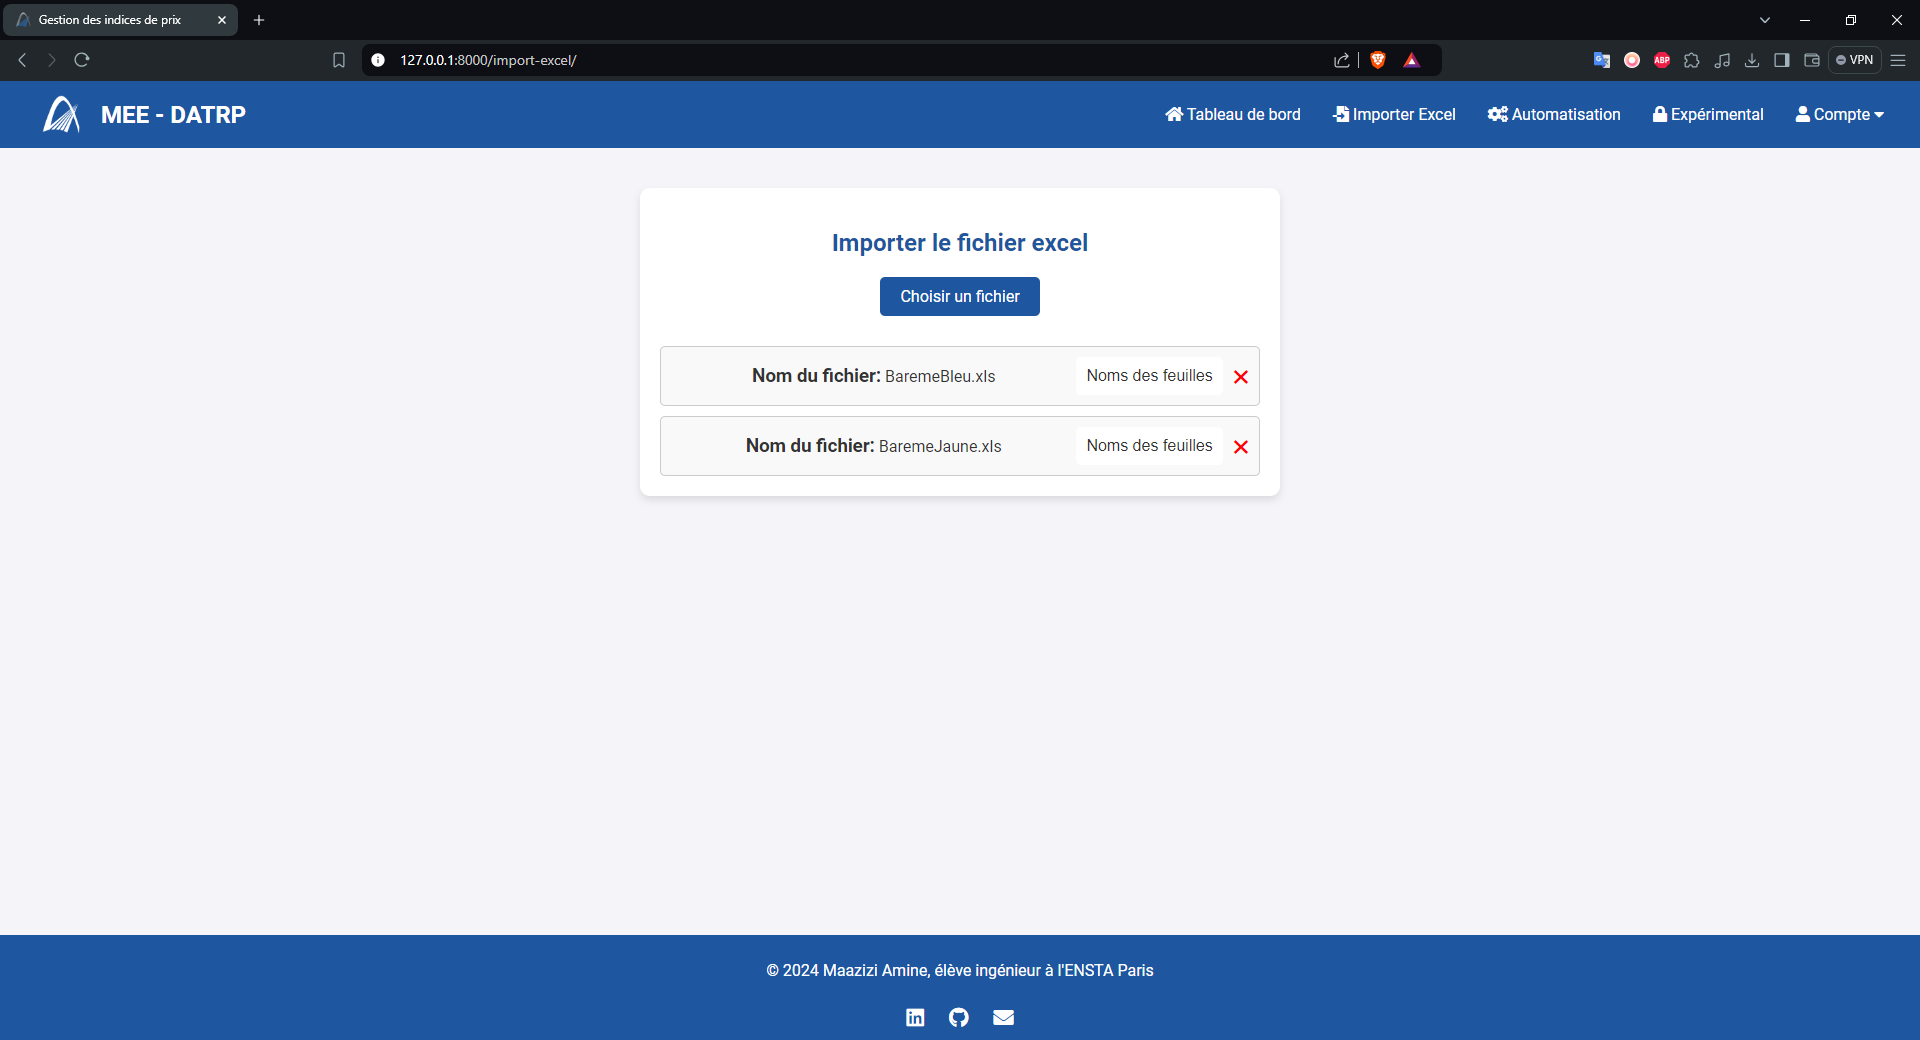 Gestion des indices de prix
127.0.0.1:8000/import-excel/
ABP
VPN
MEE - DATRP
Tableau de bord
Importer Excel
Automatisation
Expérimental
Compte
Importer le fichier excel
Choisir un fichier
Nom du fichier: BaremeBleu.xls
Noms des feuilles
Nom du fichier: BaremeJaune.xls
Noms des feuilles
© 2024 Maazizi Amine, élève ingénieur à l'ENSTA Paris
in